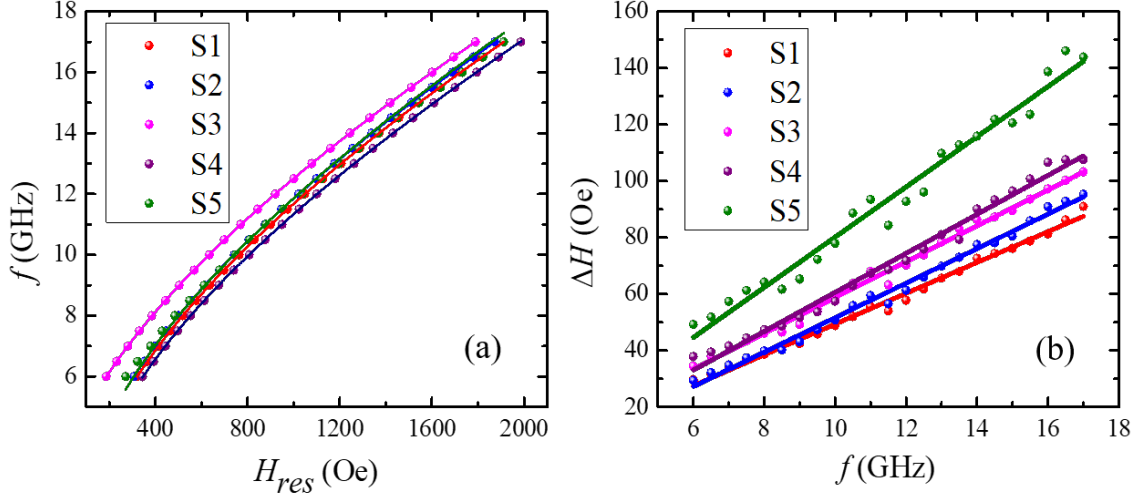 S1
S2
S3
S4
S5
18
16
14
12
10
8
6
f (GHz)
(a)
400 800 1200 1600 2000
H_res (Oe)
160
140
120
100
80
60
40
20
ΔH (Oe)
S1
S2
S3
S4
S5
(b)
6 8 10 12 14 16 18
f (GHz)